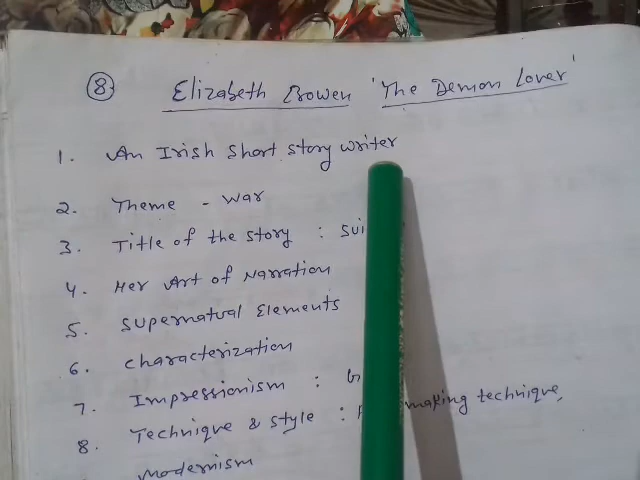 8 Elizabeth Bowen 'The Demon Lover'
1. An Irish short story writer
2. Theme - War
3. Title of the story :
4. Her Art of Narration
5. Supernatual Elements
6. Characterization
7. Impressionism :
8. Technique & style : making technique,
Modernism